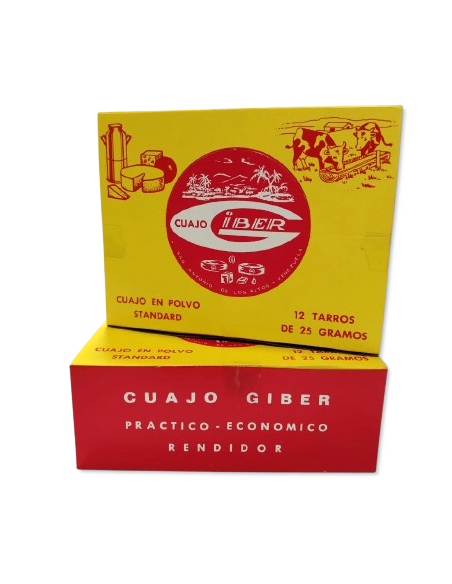 CUAJO GIBER
SAN ANTONIO DE LOS ALTOS - VENEZUELA
CUAJO EN POLVO
STANDARD
12 TARROS
DE 25 GRAMOS
CUAJO EN POLVO
STANDARD
12
DE 25 GRAMOS
CUAJO GIBER
PRACTICO - ECONOMICO
RENDIDOR